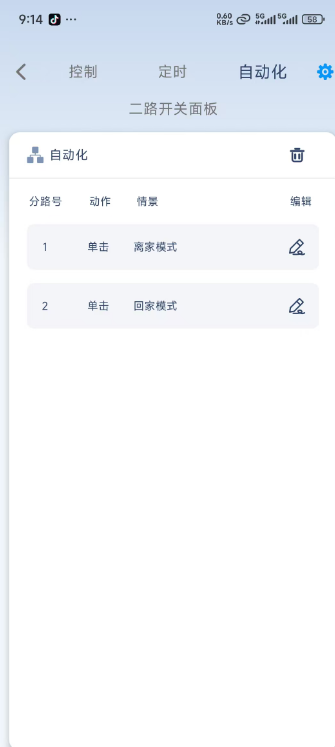 9:14 ... 0.60 KB/s 5G 5G 58
控制 定时 自动化
二路开关面板
自动化
分路号 动作 情景 编辑
1 单击 离家模式
2 单击 回家模式